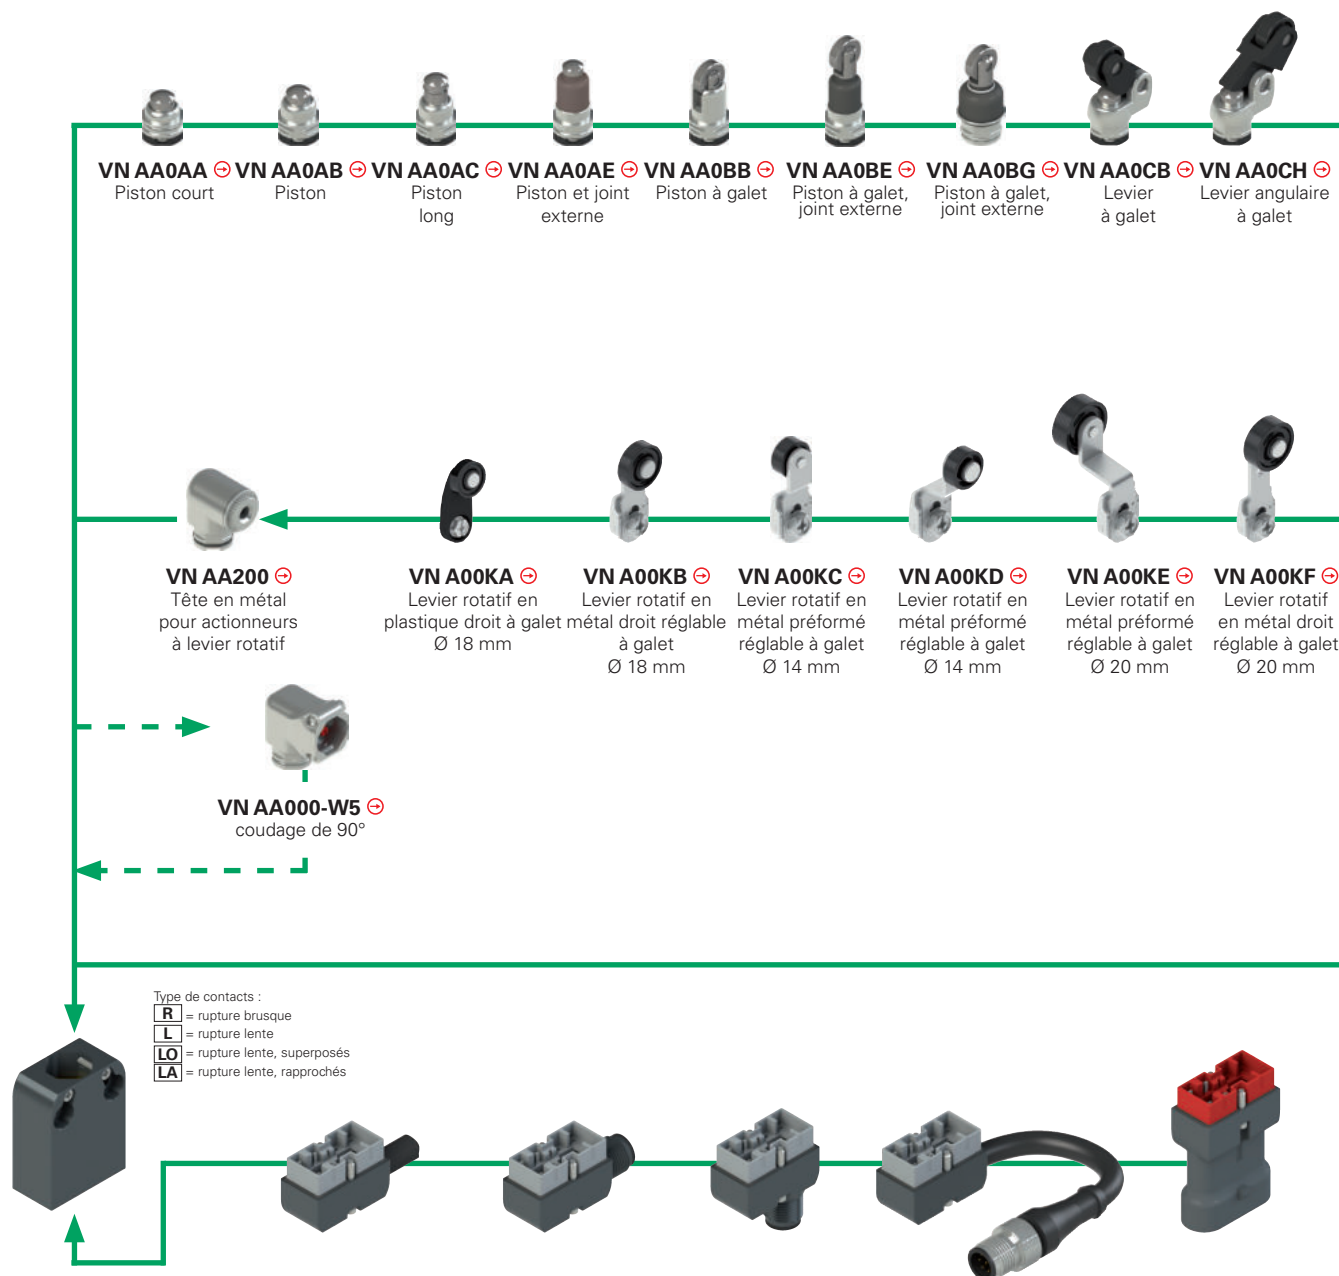 VN AA0AA
Piston court
VN AA0AB
Piston
VN AA0AC
Piston
long
VN AA0AE
Piston et joint
externe
VN AA0BB
Piston à galet
VN AA0BE
Piston à galet,
joint externe
VN AA0BG
Piston à galet,
joint externe
VN AA0CB
Levier
à galet
VN AA0CH
Levier angulaire
à galet
VN AA200
Tête en métal
pour actionneurs
à levier rotatif
VN A00KA
Levier rotatif en
plastique droit à galet
Ø 18 mm
VN A00KB
Levier rotatif en
métal droit réglable
à galet
Ø 18 mm
VN A00KC
Levier rotatif en
métal préformé
réglable à galet
Ø 14 mm
VN A00KD
Levier rotatif en
métal préformé
réglable à galet
Ø 14 mm
VN A00KE
Levier rotatif en
métal préformé
réglable à galet
Ø 20 mm
VN A00KF
Levier rotatif
en métal droit
réglable à galet
Ø 20 mm
VN AA000-W5
coudage de 90°
Type de contacts :
R = rupture brusque
L = rupture lente
LO = rupture lente, superposés
LA = rupture lente, rapprochés